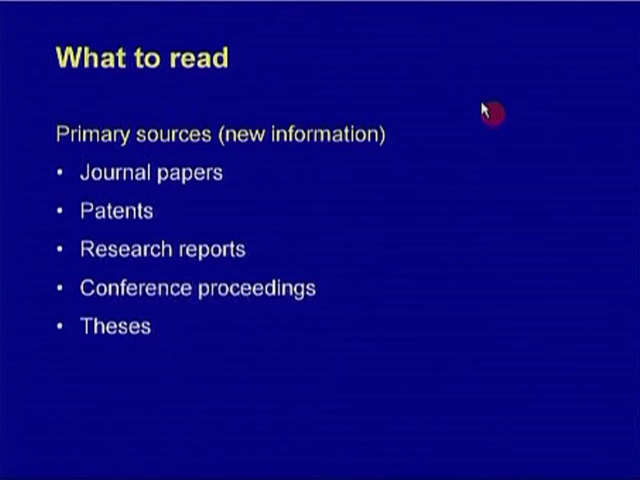 What to read
Primary sources (new information)
• Journal papers
• Patents
• Research reports
• Conference proceedings
• Theses